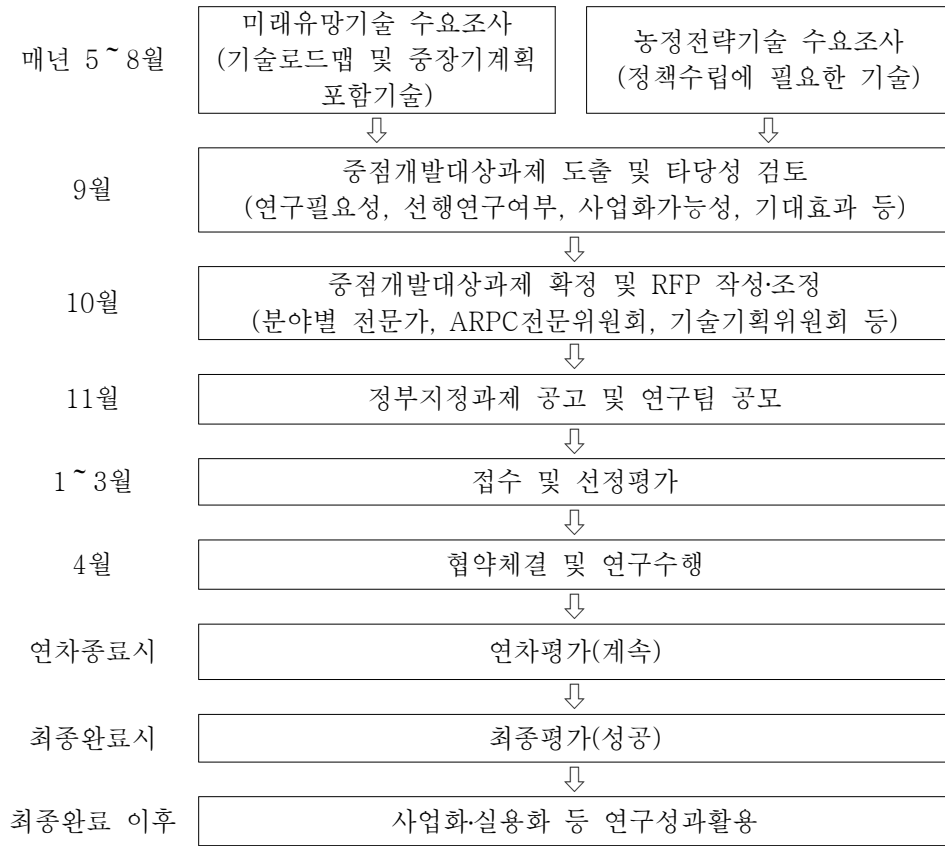 매년 5~8월
미래유망기술 수요조사
(기술로드맵 및 중장기계획
포함기술)
농정전략기술 수요조사
(정책수립에 필요한 기술)
9월
중점개발대상과제 도출 및 타당성 검토
(연구필요성, 선행연구여부, 사업화가능성, 기대효과 등)
10월
중점개발대상과제 확정 및 RFP 작성·조정
(분야별 전문가, ARPC전문위원회, 기술기획위원회 등)
11월
정부지정과제 공고 및 연구팀 공모
1~3월
접수 및 선정평가
4월
협약체결 및 연구수행
연차종료시
연차평가(계속)
최종완료시
최종평가(성공)
최종완료 이후
사업화·실용화 등 연구성과활용